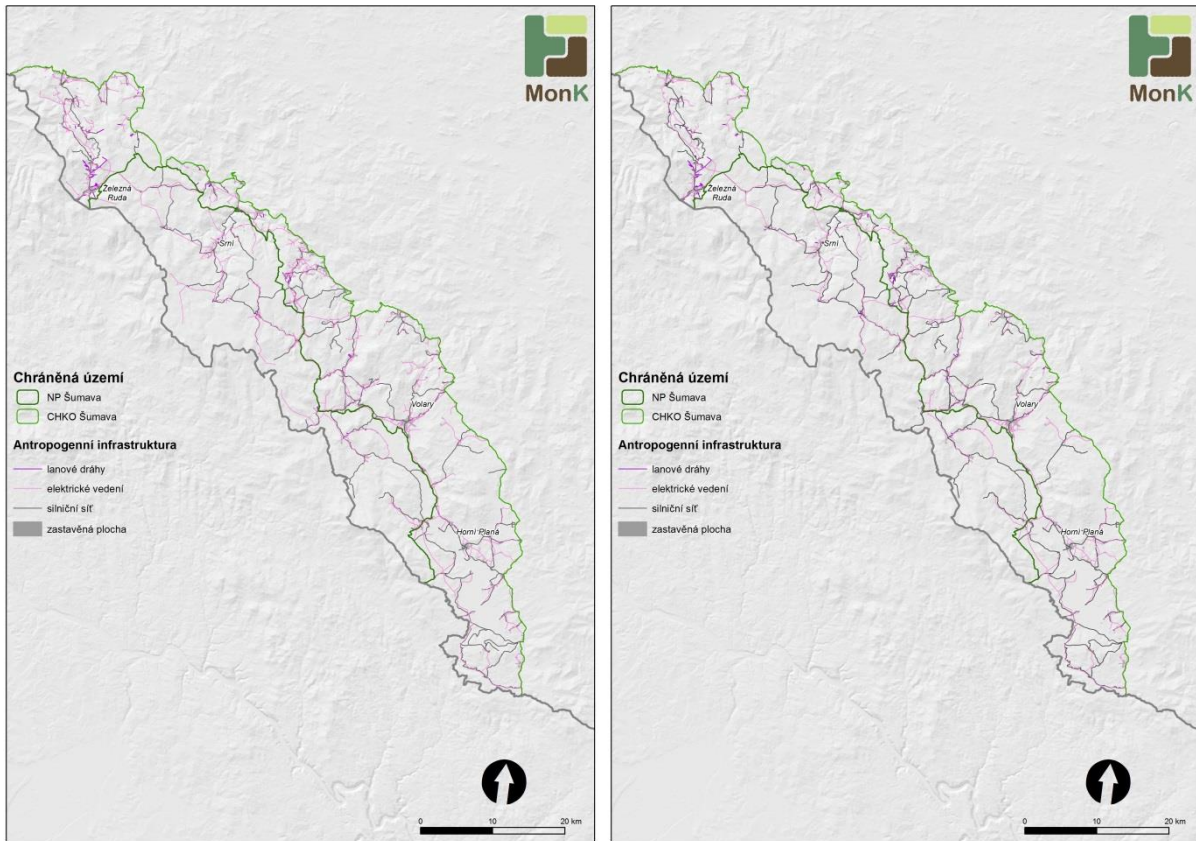 MonK
Železná
Ruda
Srní
Chráněná území
NP Šumava
CHKO Šumava
Volary
Antropogenní infrastruktura
lanové dráhy
elektrické vedení
silniční síť
zastavěná plocha
Horní Planá
0 10 20 km
MonK
Železná
Ruda
Srní
Chráněná území
NP Šumava
CHKO Šumava
Volary
Antropogenní infrastruktura
lanové dráhy
elektrické vedení
silniční síť
zastavěná plocha
Horní Planá
0 10 20 km